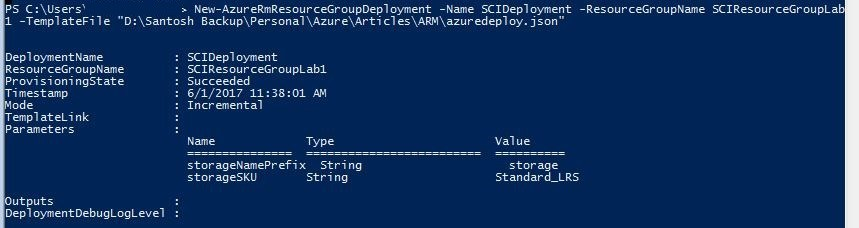 PS C:\Users\ > New-AzureRmResourceGroupDeployment -Name SCIDeployment -ResourceGroupName SCIResourceGroupLab
1 -TemplateFile "D:\Santosh Backup\Personal\Azure\Articles\ARM\azuredeploy.json"
DeploymentName : SCIDeployment
ResourceGroupName : SCIResourceGroupLab1
ProvisioningState : Succeeded
Timestamp : 6/1/2017 11:38:01 AM
Mode : Incremental
TemplateLink :
Parameters :
Name Type Value
=============== ========================= ==========
storageNamePrefix String storage
storageSKU String Standard_LRS
Outputs :
DeploymentDebugLogLevel :